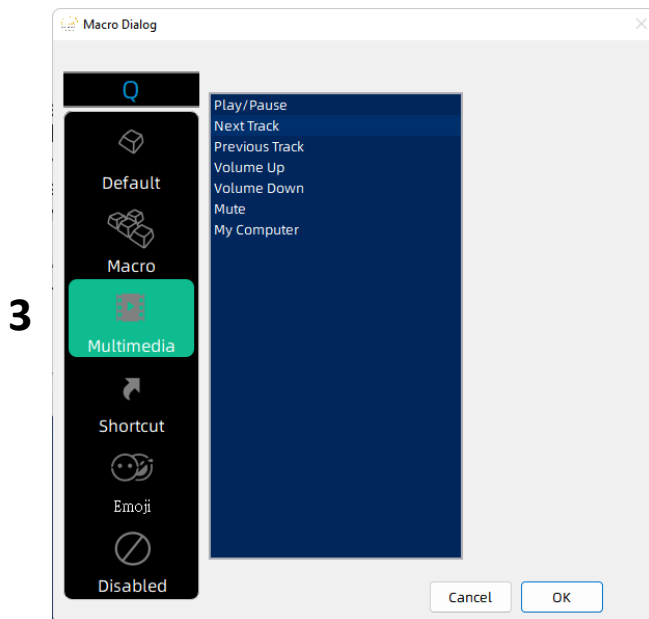 Macro Dialog
Q
Default
Macro
3
Multimedia
Shortcut
Emoji
Disabled
Play/Pause
Next Track
Previous Track
Volume Up
Volume Down
Mute
My Computer
Cancel
OK